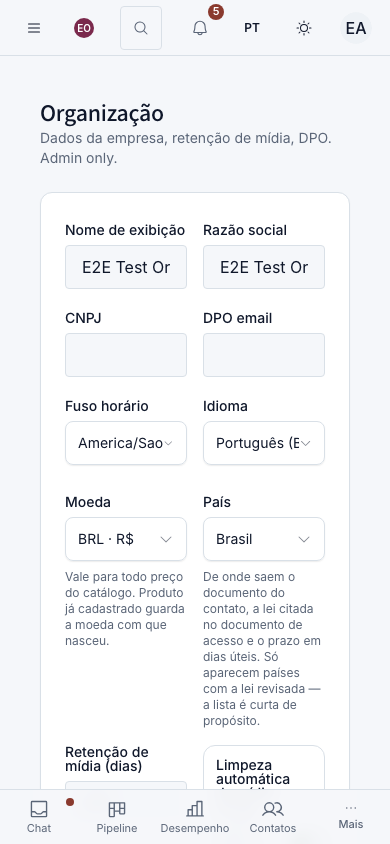 EO
5
PT
EA
Organização
Dados da empresa, retenção de mídia, DPO.
Admin only.
Nome de exibição
Razão social
E2E Test Or
E2E Test Or
CNPJ
DPO email
Fuso horário
Idioma
America/Sao
Português (
Moeda
País
BRL · R$
Brasil
Vale para todo preço
do catálogo. Produto
já cadastrado guarda
a moeda com que
nasceu.
De onde saem o
documento do
contato, a lei citada
no documento de
acesso e o prazo em
dias úteis. Só
aparecem países
com a lei revisada —
a lista é curta de
propósito.
Retenção de
mídia (dias)
Limpeza
automática
Chat
Pipeline
Desempenho
Contatos
Mais